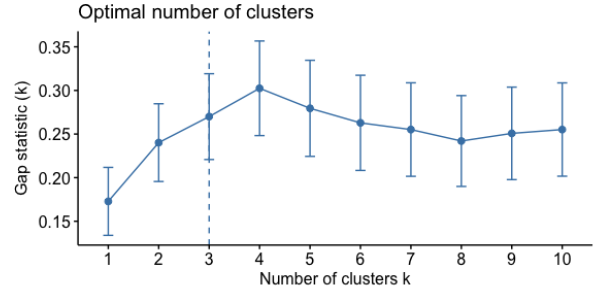 Optimal number of clusters
Gap statistic (k)
0.35
0.30
0.25
0.20
0.15
1 2 3 4 5 6 7 8 9 10
Number of clusters k